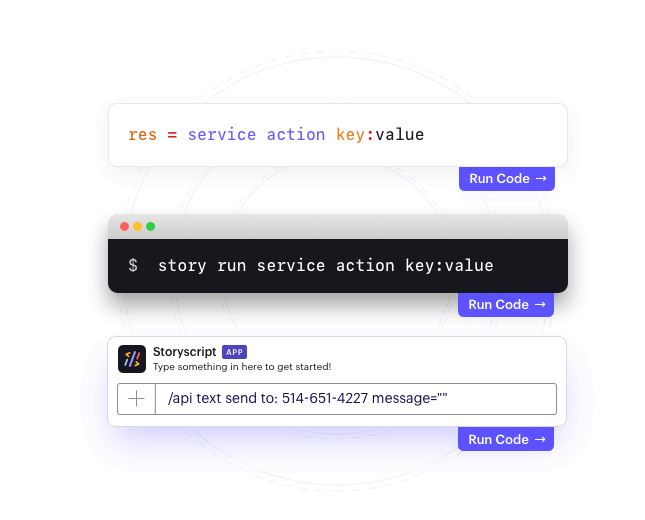 res = service action key:value
Run Code →
$ story run service action key:value
Run Code →
Storyscript APP
Type something in here to get started!
/api text send to: 514-651-4227 message=""
Run Code →